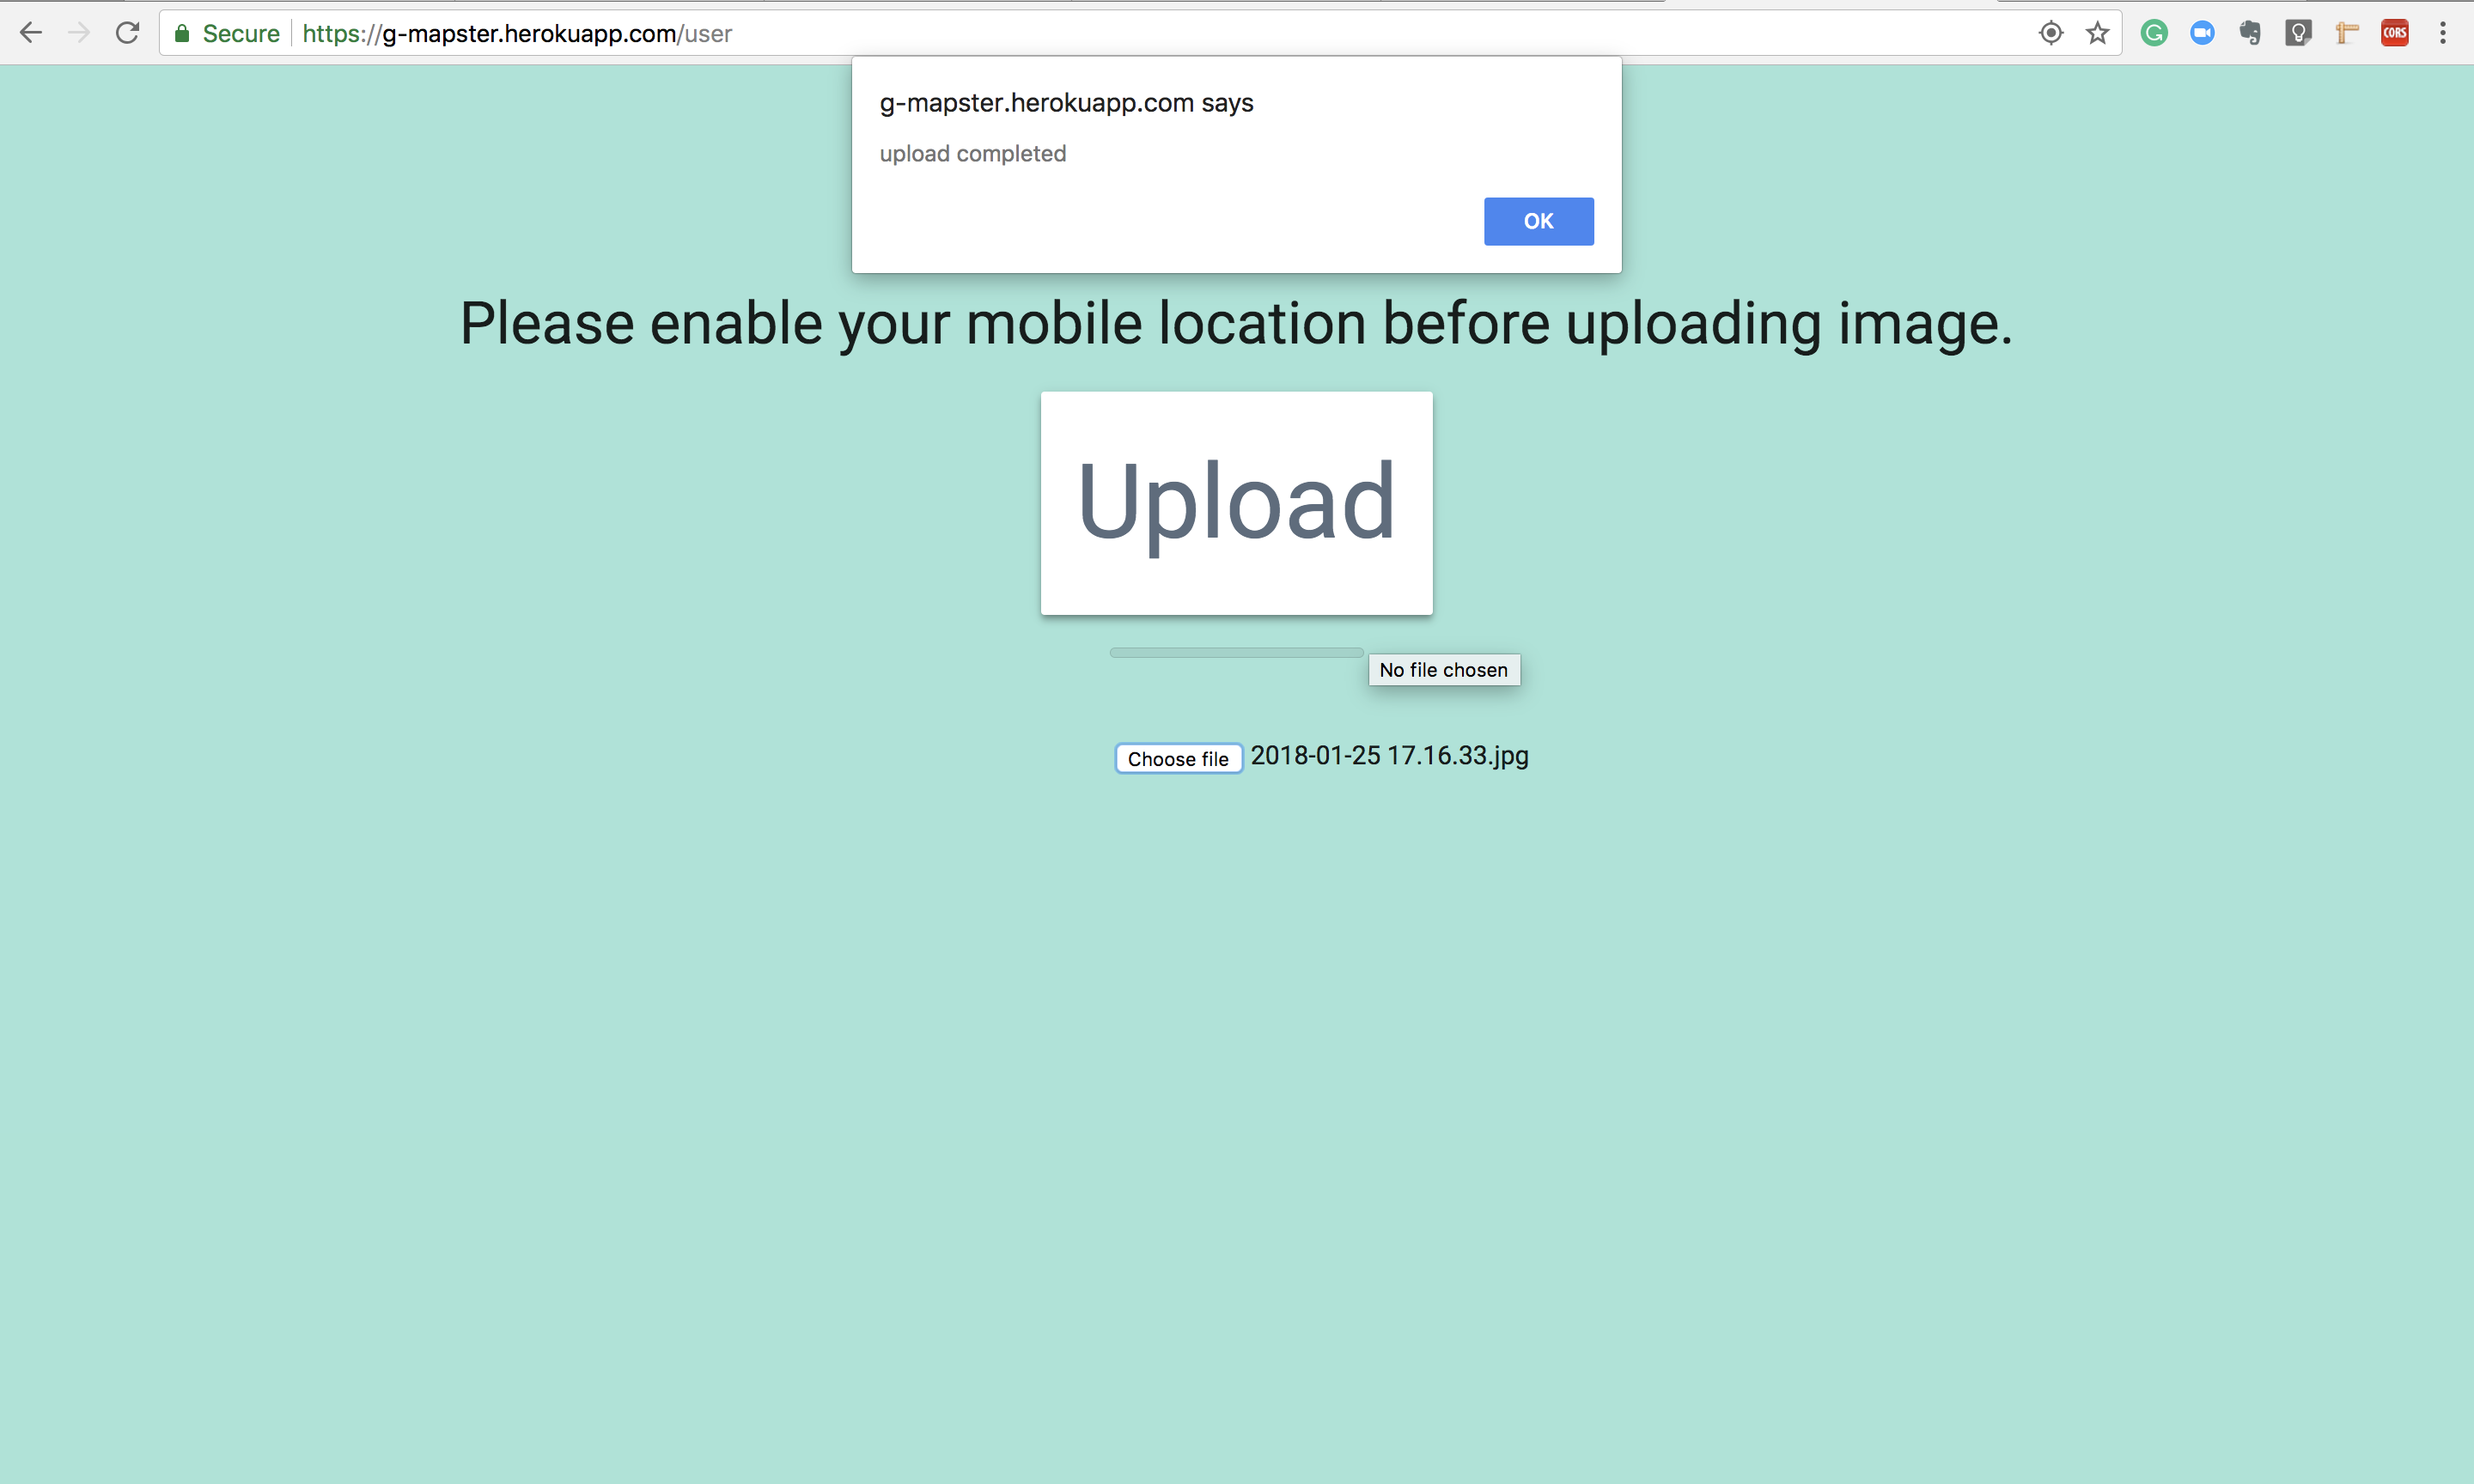 Secure https://g-mapster.herokuapp.com/user
CORS
g-mapster.herokuapp.com says
upload completed
OK
Please enable your mobile location before uploading image.
Upload
No file chosen
Choose file 2018-01-25 17.16.33.jpg